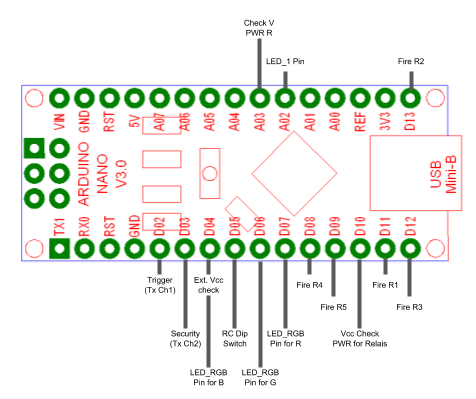 Check V
PWR R
LED_1 Pin
Fire R2
VIN
GND
RST
5V
A07
A06
A05
A04
A03
A02
A01
A00
REF
3V3
D13
ARDUINO
NANO
V3.0
USB
Mini-B
TX1
RX0
RST
GND
D02
D03
D04
D05
D06
D07
D08
D09
D10
D11
D12
Trigger
(Tx Ch1)
Ext. Vcc
check
Fire R4
Fire R1
Fire R5
Fire R3
Security
(Tx Ch2)
RC Dip
Switch
LED_RGB
Pin for R
Vcc Check
PWR for Relais
LED_RGB
Pin for B
LED_RGB
Pin for G